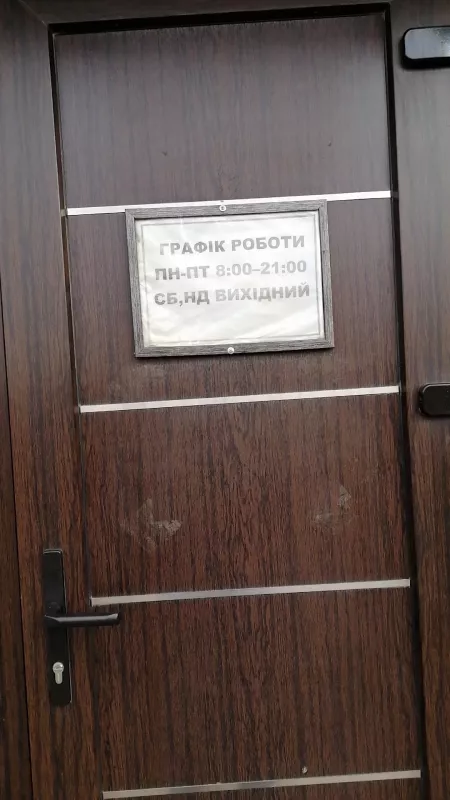 ГРАФІК РОБОТИ
ПН-ПТ 8:00–21:00
СБ,НД ВИХІДНИЙ